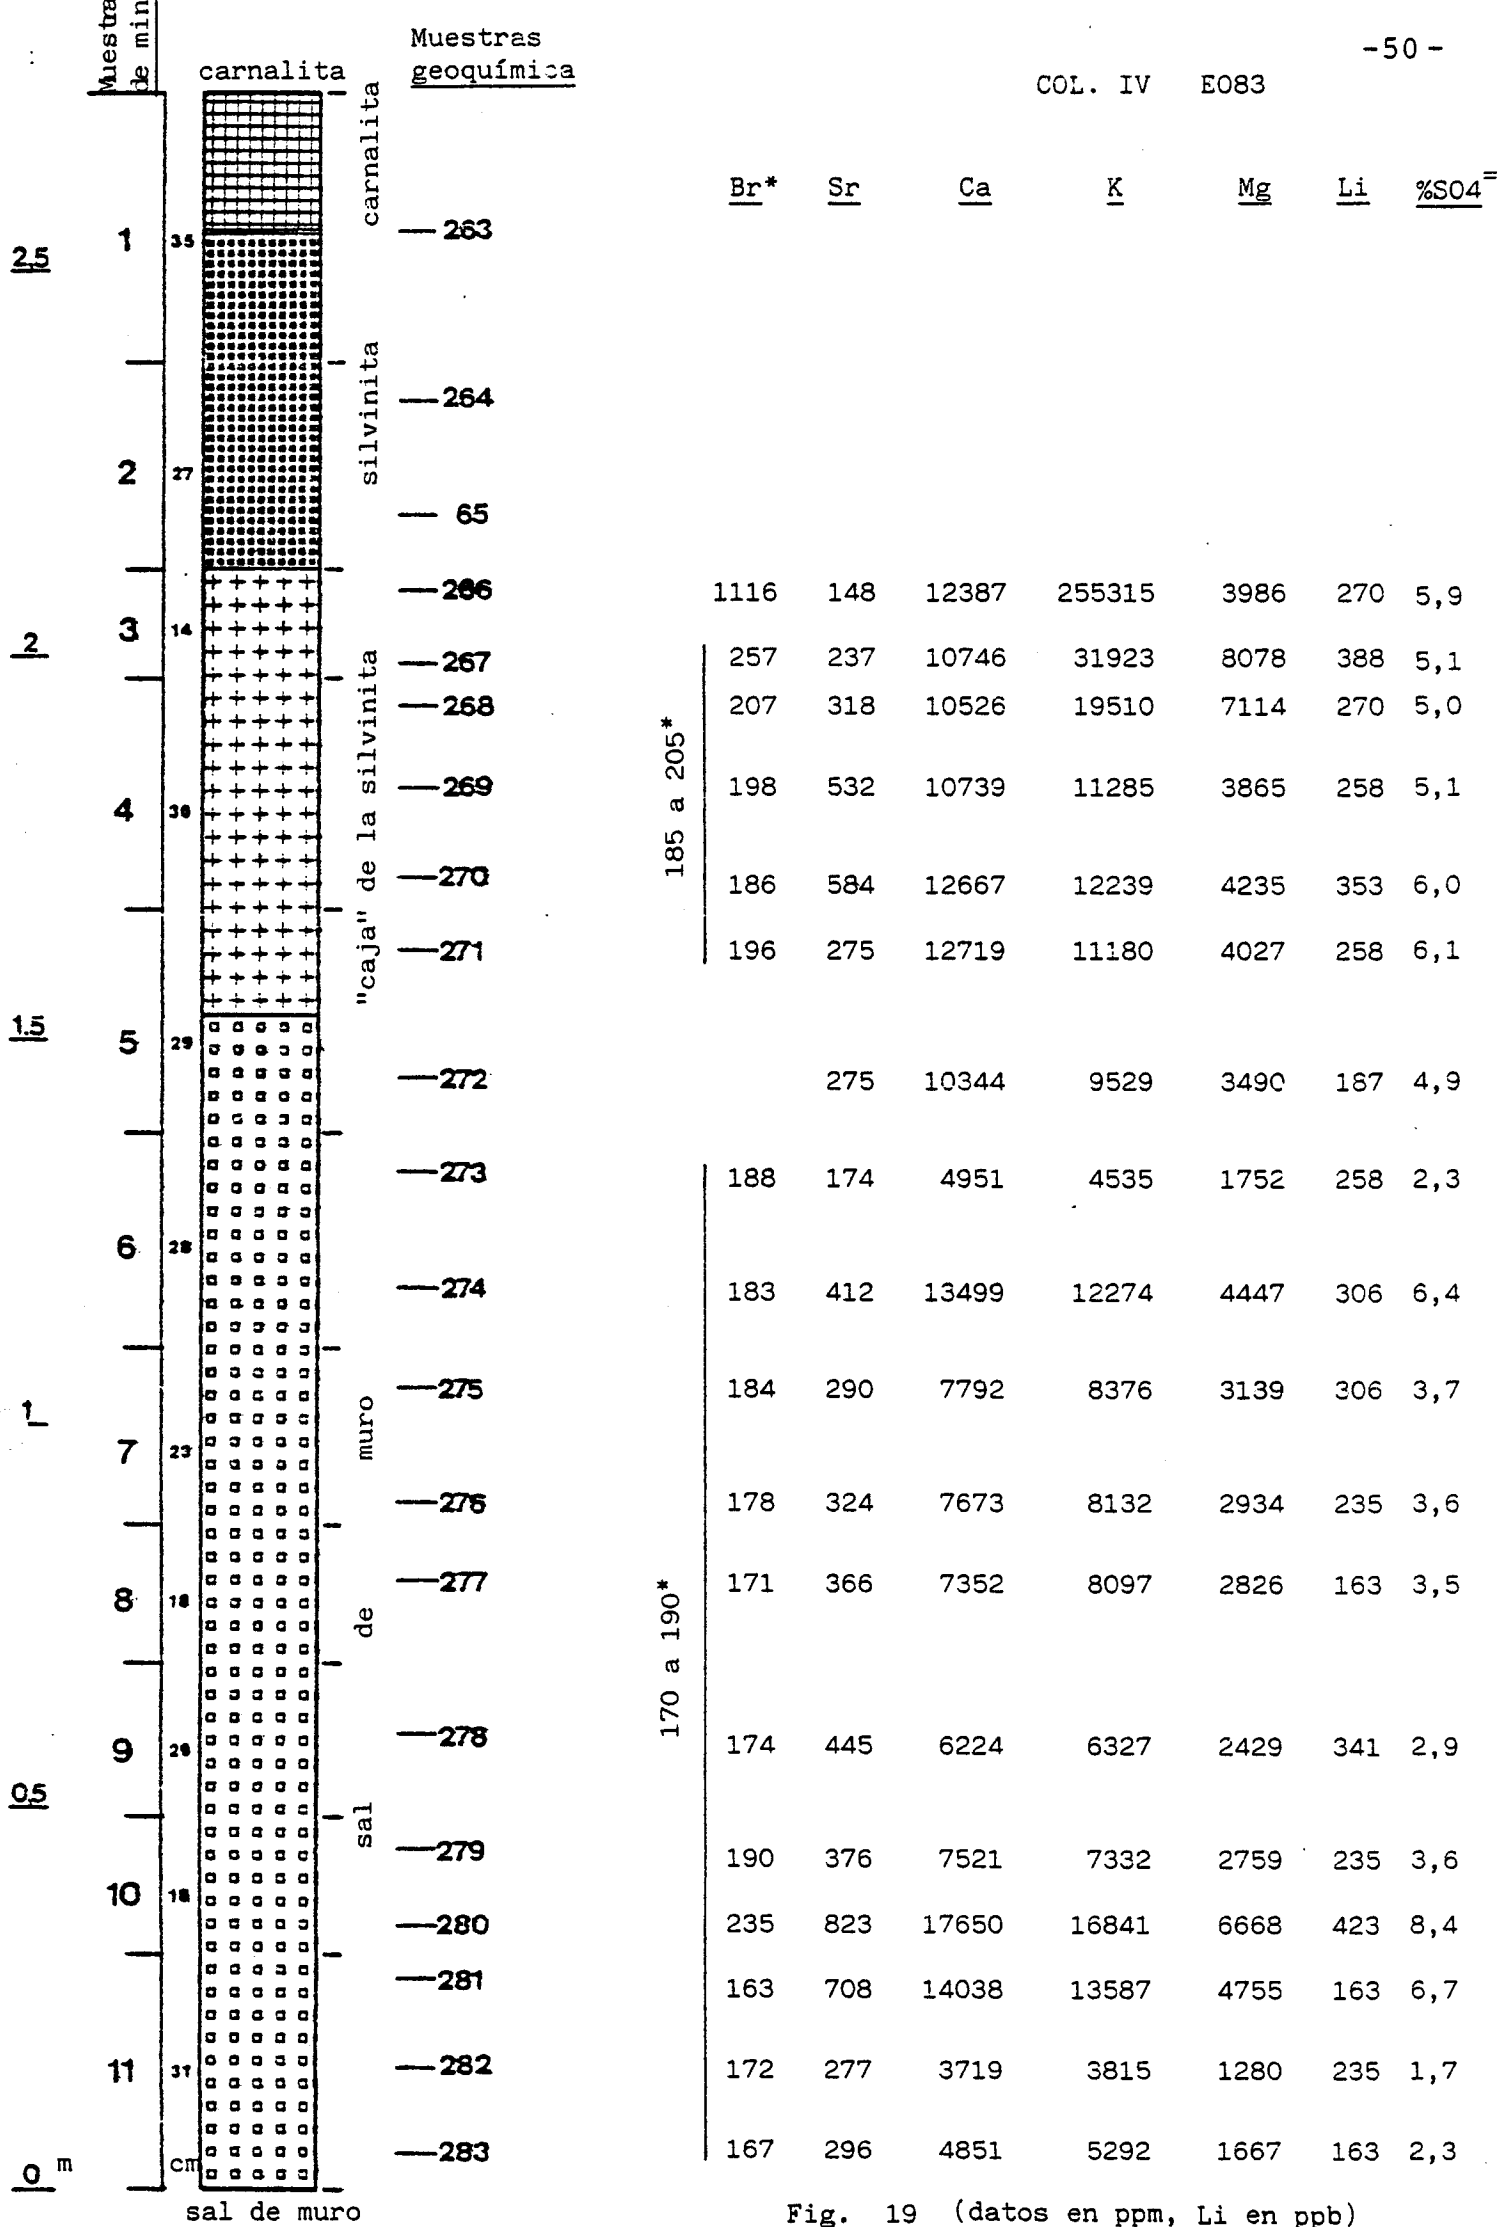 -50-
Muestra
de min
Muestras
geoquímica
carnalita
COL. IV E083
Br* Sr Ca K Mg Li %SO4=
carnalita
1 35 263
2,5
silvinita
264
2 27
65
266 1116 148 12387 255315 3986 270 5,9
3 14
2
267 257 237 10746 31923 8078 388 5,1
268 207 318 10526 19510 7114 270 5,0
"caja" de la silvinita
185 a 205*
269 198 532 10739 11285 3865 258 5,1
4 30
270 186 584 12667 12239 4235 353 6,0
271 196 275 12719 11180 4027 258 6,1
1.5
5 29
272 275 10344 9529 3490 187 4,9
273 188 174 4951 4535 1752 258 2,3
6 28
274 183 412 13499 12274 4447 306 6,4
275 184 290 7792 8376 3139 306 3,7
1
7 23
sal de muro
276 178 324 7673 8132 2934 235 3,6
277 171 366 7352 8097 2826 163 3,5
8 18
170 a 190*
278 174 445 6224 6327 2429 341 2,9
9 20
0,5
279 190 376 7521 7332 2759 235 3,6
10 18
280 235 823 17650 16841 6668 423 8,4
281 163 708 14038 13587 4755 163 6,7
11 31
282 172 277 3719 3815 1280 235 1,7
283 167 296 4851 5292 1667 163 2,3
0 m cm
sal de muro
Fig. 19 (datos en ppm, Li en ppb)